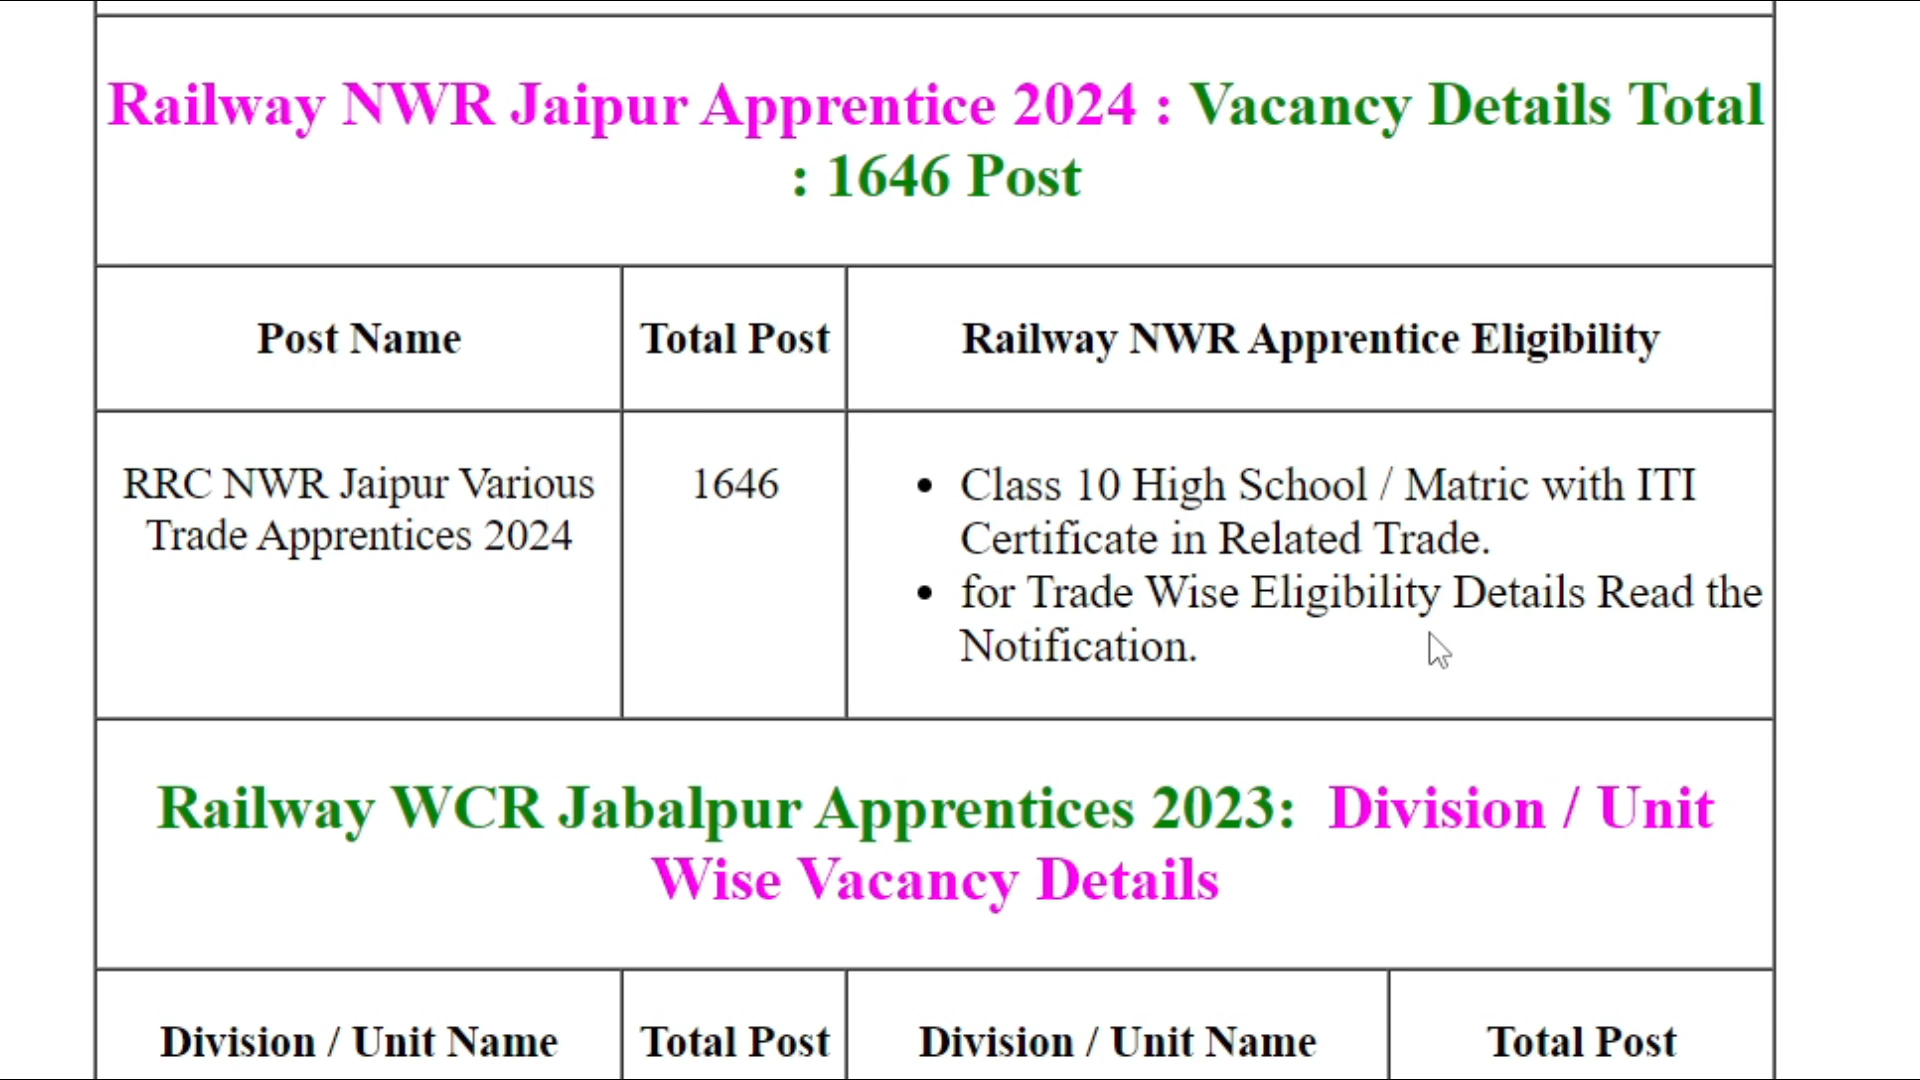 Railway NWR Jaipur Apprentice 2024 : Vacancy Details Total
: 1646 Post
Post Name
Total Post
Railway NWR Apprentice Eligibility
RRC NWR Jaipur Various
Trade Apprentices 2024
1646
• Class 10 High School / Matric with ITI
Certificate in Related Trade.
• for Trade Wise Eligibility Details Read the
Notification.
Railway WCR Jabalpur Apprentices 2023: Division / Unit
Wise Vacancy Details
Division / Unit Name
Total Post
Division / Unit Name
Total Post